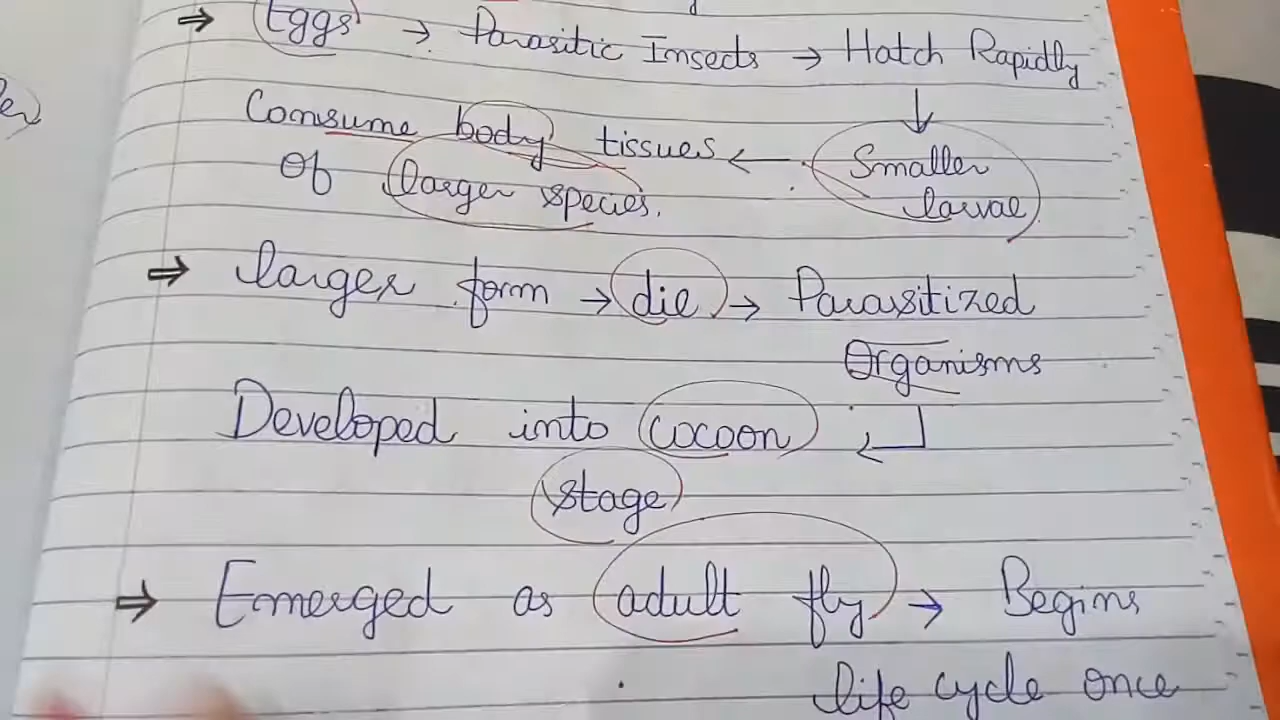 ⇒ Eggs → Parasitic Insects → Hatch Rapidly
↓
Consume body tissues ← Smaller
of larger species. larvae
⇒ larger form → die → Parasitized
Organisms
Developed into cocoon ↵
stage
⇒ Emerged as adult fly → Begins
life cycle once